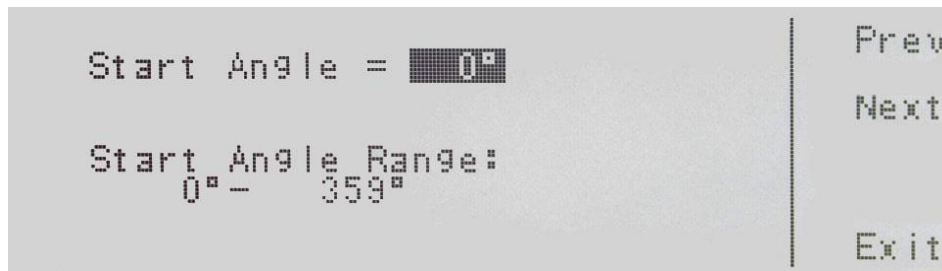 Start Angle = 0°
Prev
Next
Start Angle Range:
0°– 359°
Exit